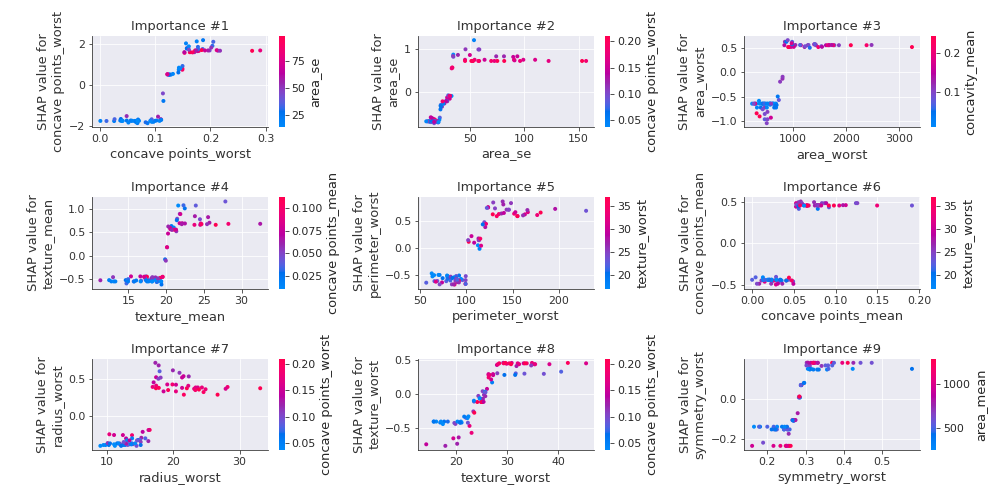 Importance #1
SHAP value for
concave points_worst
2
0
−2
0.0
0.1
0.2
0.3
concave points_worst
75
50
25
area_se
Importance #2
SHAP value for
area_se
1
0
50
100
150
area_se
0.20
0.15
0.10
0.05
concave points_worst
Importance #3
SHAP value for
area_worst
0.5
0.0
−0.5
−1.0
1000
2000
3000
area_worst
0.2
0.1
concavity_mean
Importance #4
SHAP value for
texture_mean
1.0
0.5
0.0
−0.5
15
20
25
30
texture_mean
0.100
0.075
0.050
0.025
concave points_mean
Importance #5
SHAP value for
perimeter_worst
0.5
0.0
−0.5
50
100
150
200
perimeter_worst
35
30
25
20
texture_worst
Importance #6
SHAP value for
concave points_mean
0.5
0.0
−0.5
0.00
0.05
0.10
0.15
0.20
concave points_mean
35
30
25
20
texture_worst
Importance #7
SHAP value for
radius_worst
0.5
0.0
10
20
30
radius_worst
0.20
0.15
0.10
0.05
concave points_worst
Importance #8
SHAP value for
texture_worst
0.5
0.0
−0.5
20
30
40
texture_worst
0.20
0.15
0.10
0.05
concave points_worst
Importance #9
SHAP value for
symmetry_worst
0.0
−0.2
0.2
0.3
0.4
0.5
symmetry_worst
1000
500
area_mean